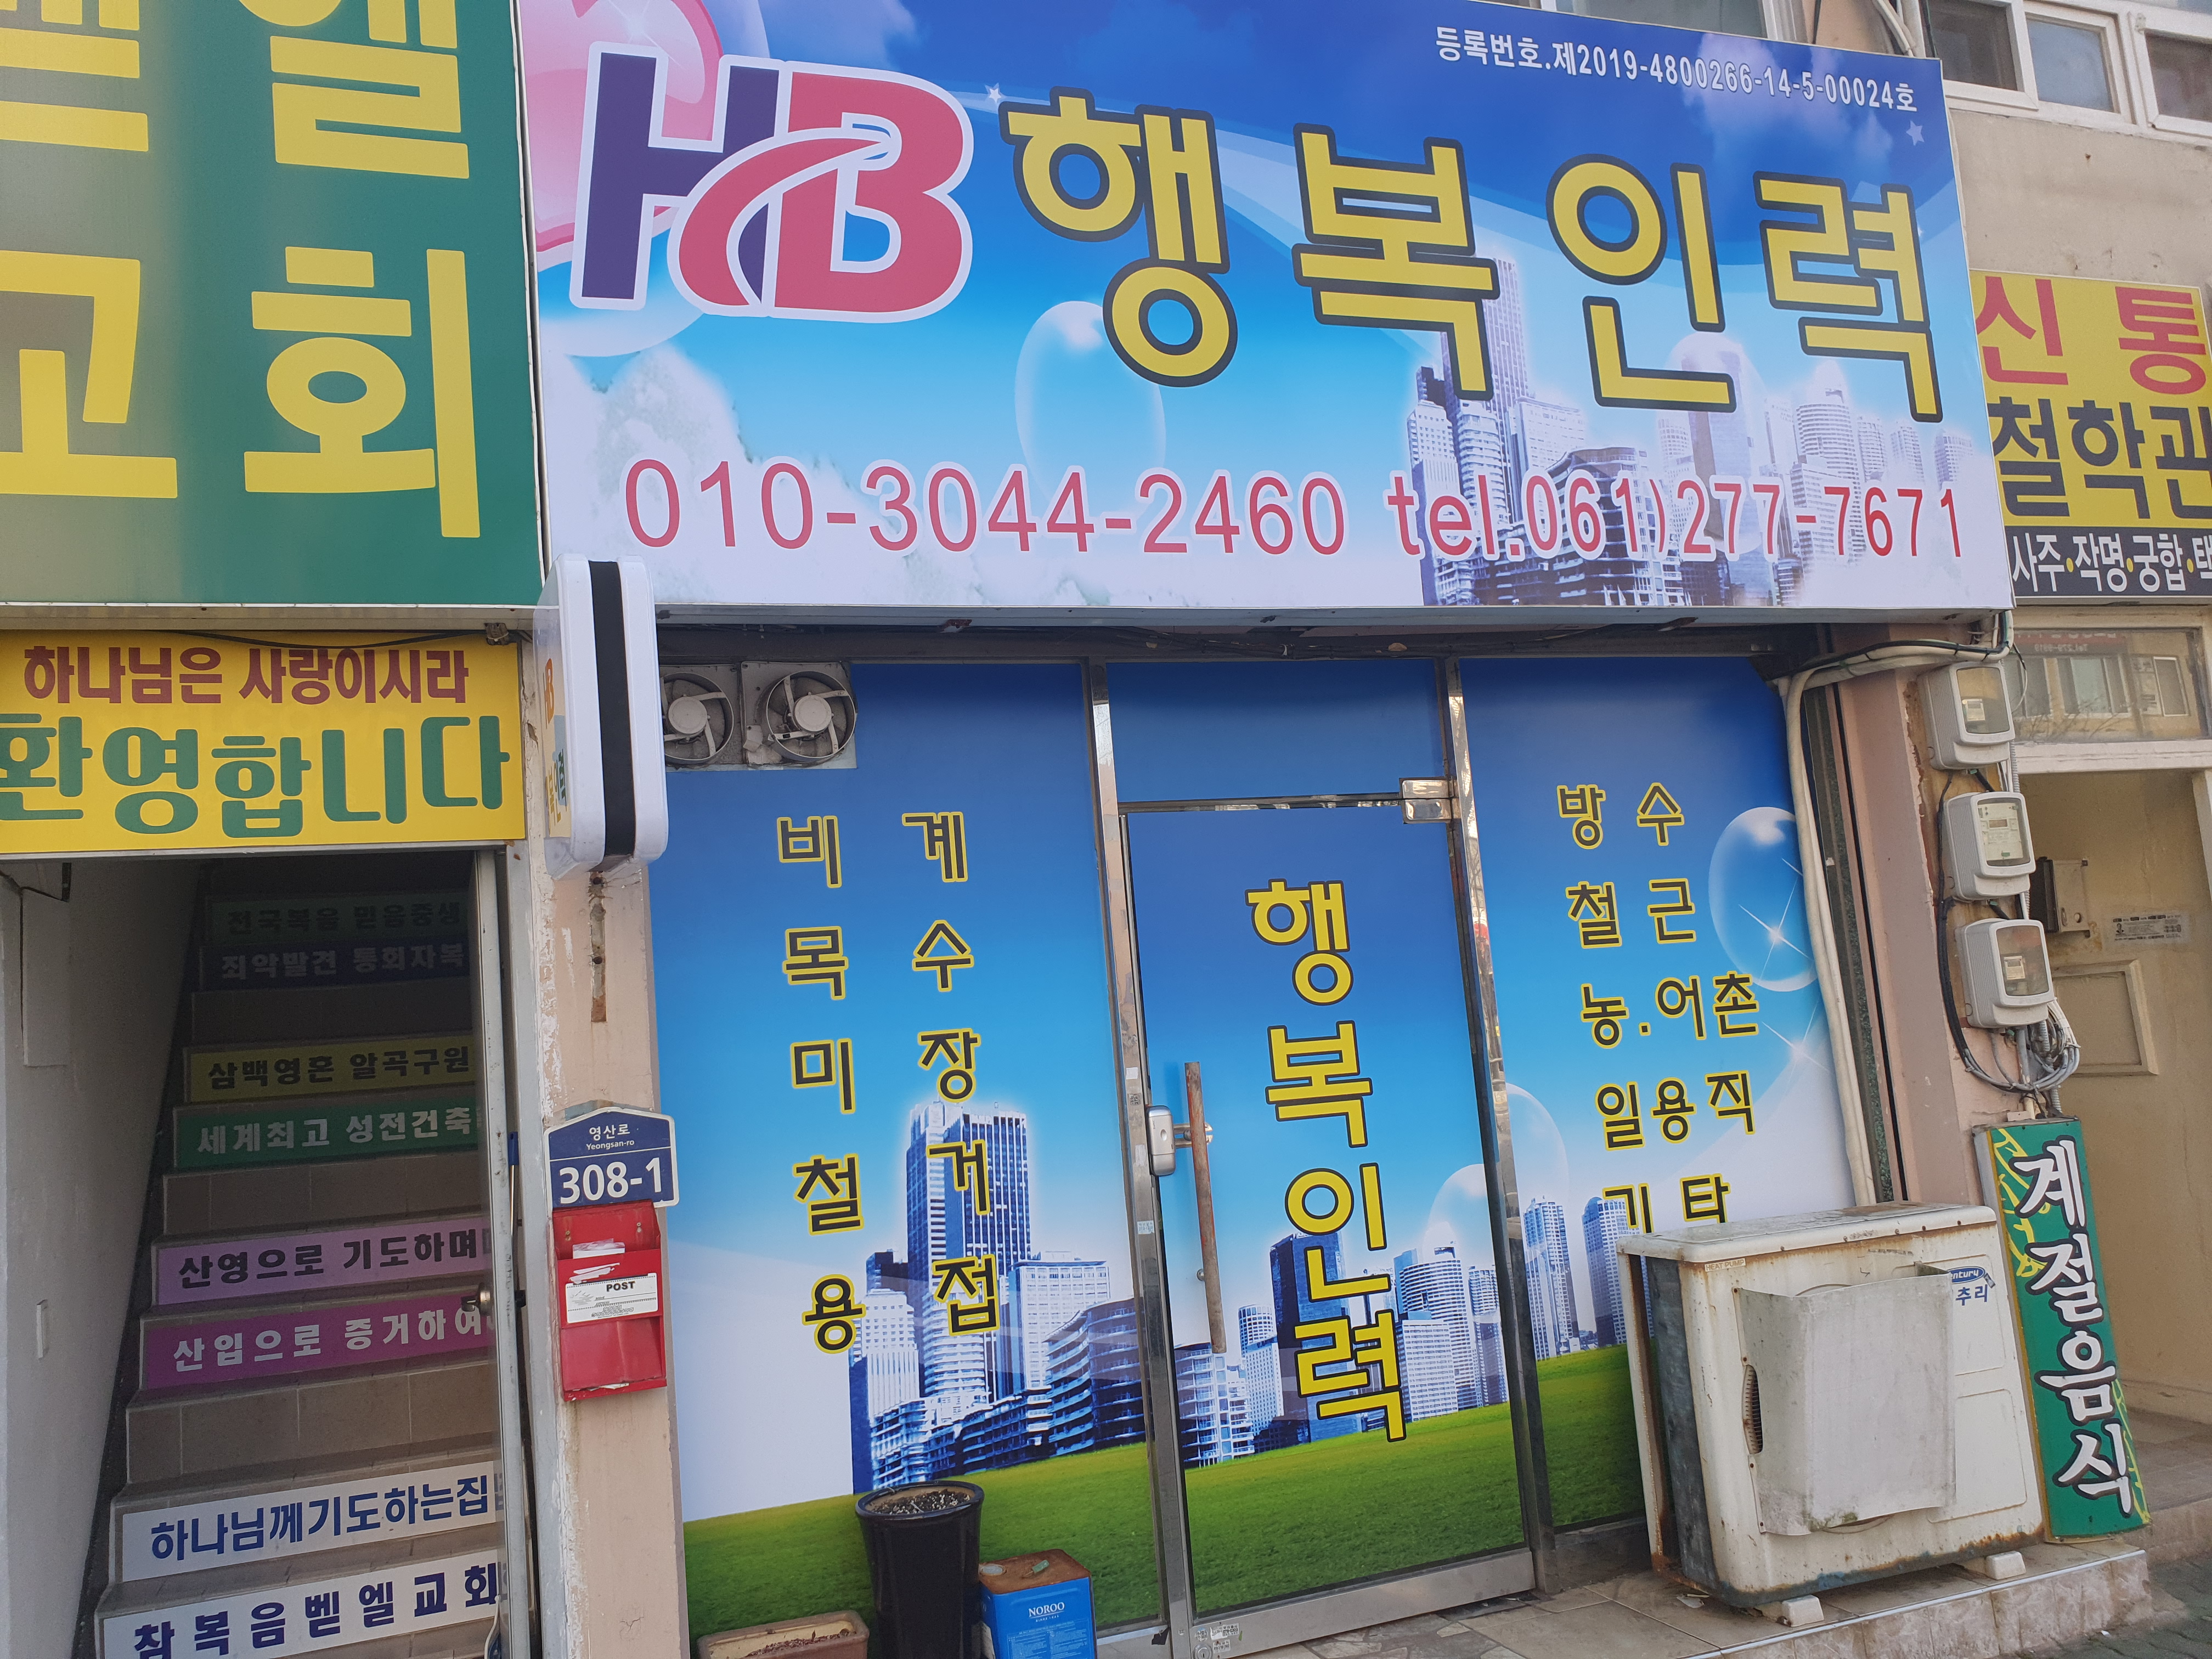 엘
교회
하나님은 사랑이시라
환영합니다
전국복음 믿음중생
죄악발견 통회자복
삼백영혼 알곡구원
세계최고 성전건축
산영으로 기도하며
산입으로 증거하여
하나님께기도하는집
참복음벧엘교회
등록번호.제2019-4800266-14-5-00024호
HB 행복인력
010-3044-2460 tel.061)277-7671
비목미철용
계수장거접
행복인력
방 수
철 근
농.어촌
일용직
기타
영산로
Yeongsan-ro
308-1
POST
NOROO
HEAT PUMP
신통
철학관
사주·작명·궁합·택
계절음식